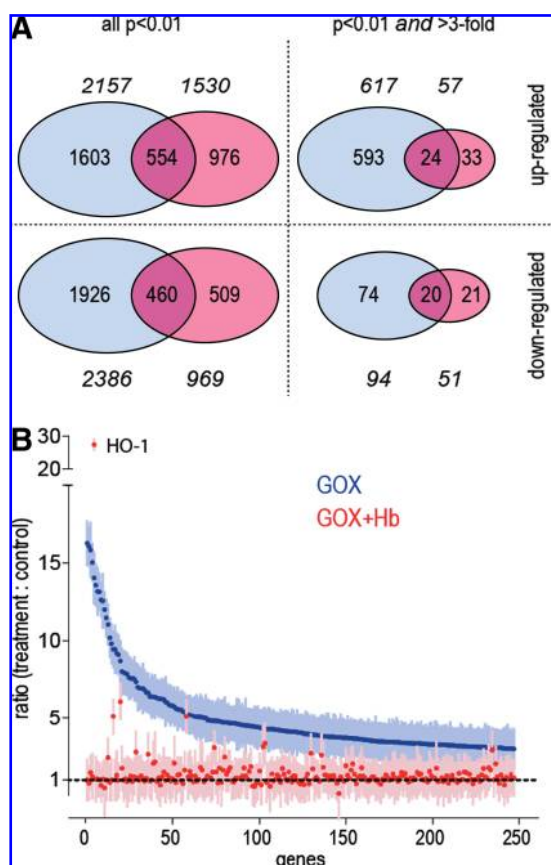 A
all p<0.01
p<0.01 and >3-fold
2157 1530 617 57
1603 554 976 593 24 33
up-regulated
1926 460 509 74 20 21
down-regulated
2386 969 94 51
B
30
20
15
10
5
1
HO-1
GOX
GOX+Hb
ratio (treatment : control)
0 50 100 150 200 250
genes